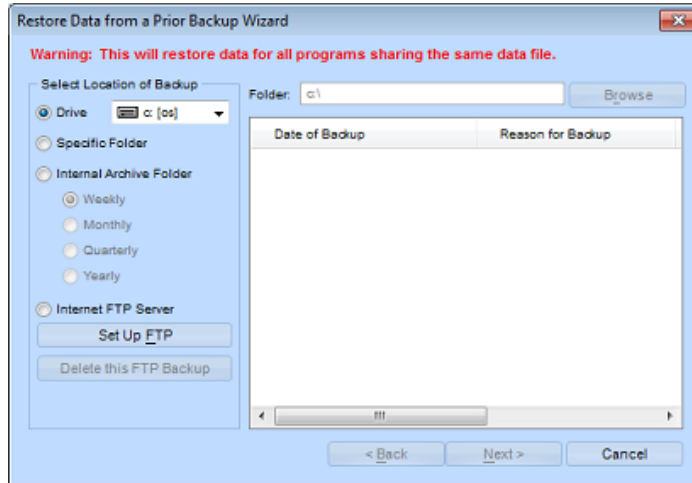 Restore Data from a Prior Backup Wizard
Warning: This will restore data for all programs sharing the same data file.
Select Location of Backup
Drive
c: [os]
Specific Folder
Internal Archive Folder
Weekly
Monthly
Quarterly
Yearly
Internet FTP Server
Set Up FTP
Delete this FTP Backup
Folder: c:\
Browse
Date of Backup Reason for Backup
< Back Next > Cancel